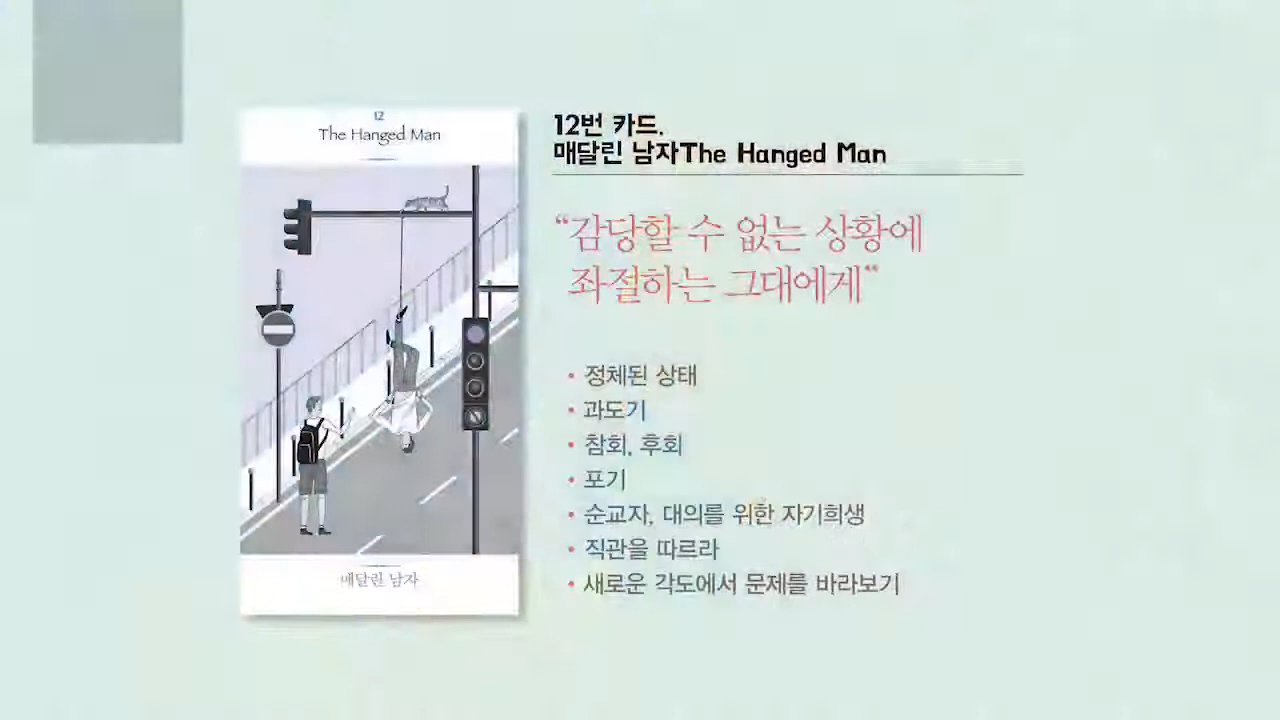 12
The Hanged Man
매달린 남자
12번 카드.
매달린 남자The Hanged Man
“감당할 수 없는 상황에
좌절하는 그대에게“
• 정체된 상태
• 과도기
• 참회, 후회
• 포기
• 순교자, 대의를 위한 자기희생
• 직관을 따르라
• 새로운 각도에서 문제를 바라보기